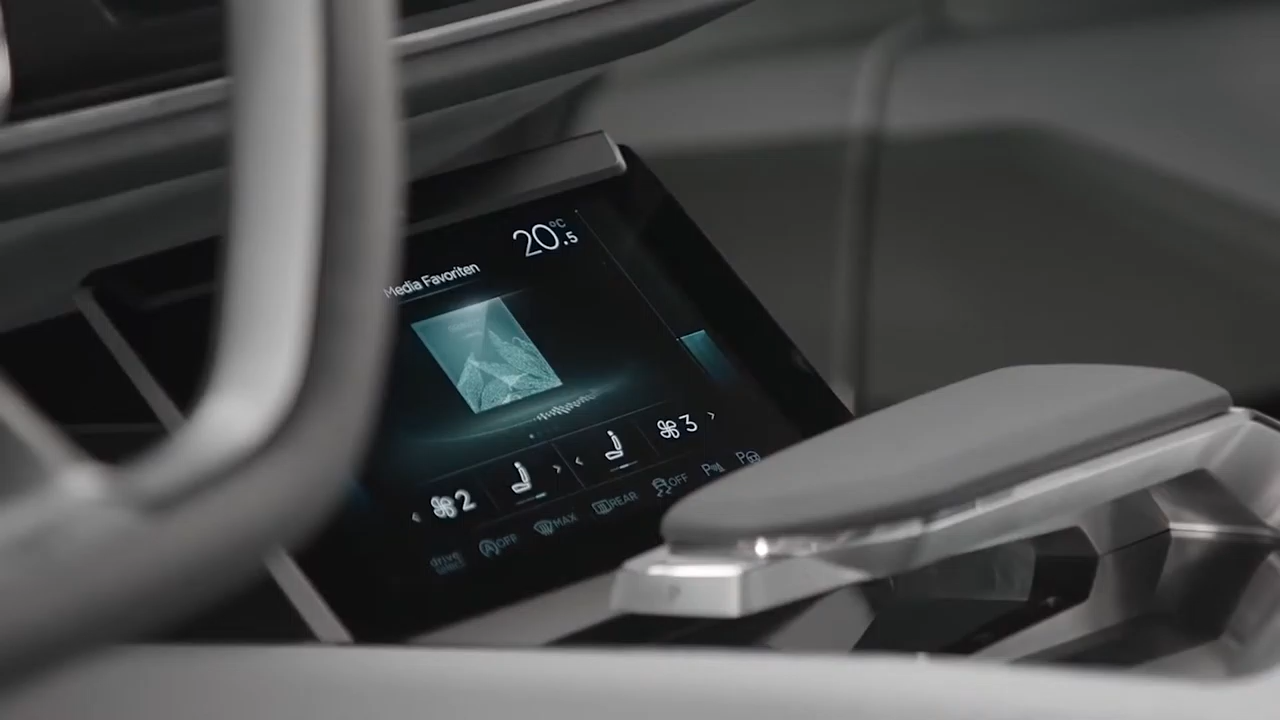 20.5 °C
Media Favoriten
2
3
drive select
OFF
MAX
REAR
OFF
P
P